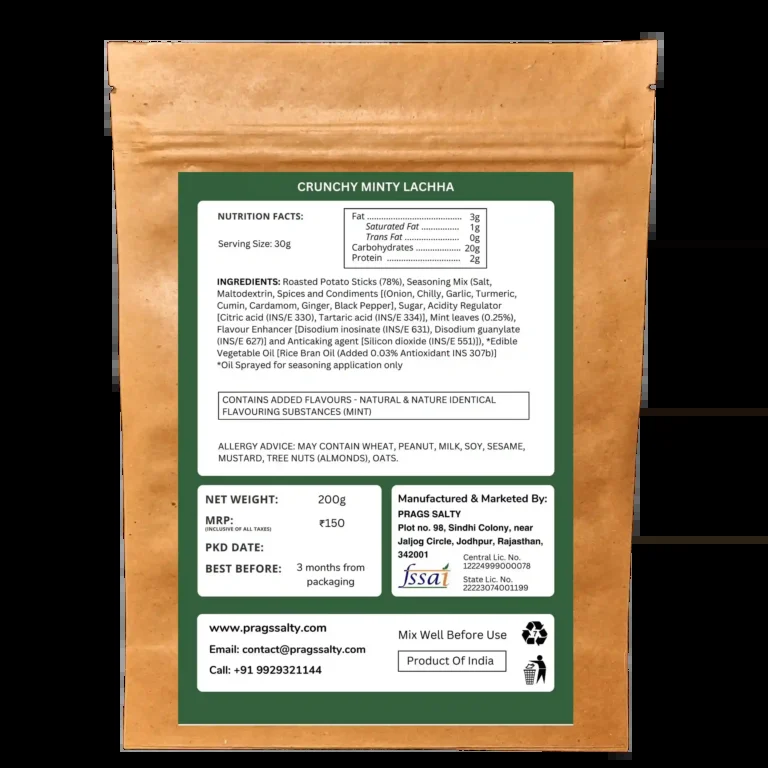 CRUNCHY MINTY LACHHA
NUTRITION FACTS:
Serving Size: 30g
Fat ........................................ 3g
Saturated Fat ................ 1g
Trans Fat ....................... 0g
Carbohydrates ...................... 20g
Protein ............................... 2g
INGREDIENTS: Roasted Potato Sticks (78%), Seasoning Mix (Salt,
Maltodextrin, Spices and Condiments [(Onion, Chilly, Garlic, Turmeric,
Cumin, Cardamom, Ginger, Black Pepper], Sugar, Acidity Regulator
[Citric acid (INS/E 330), Tartaric acid (INS/E 334)], Mint leaves (0.25%),
Flavour Enhancer [Disodium inosinate (INS/E 631), Disodium guanylate
(INS/E 627)] and Anticaking agent [Silicon dioxide (INS/E 551)]), *Edible
Vegetable Oil [Rice Bran Oil (Added 0.03% Antioxidant INS 307b)]
*Oil Sprayed for seasoning application only
CONTAINS ADDED FLAVOURS - NATURAL & NATURE IDENTICAL
FLAVOURING SUBSTANCES (MINT)
ALLERGY ADVICE: MAY CONTAIN WHEAT, PEANUT, MILK, SOY, SESAME,
MUSTARD, TREE NUTS (ALMONDS), OATS.
NET WEIGHT: 200g
MRP: ₹150
(INCLUSIVE OF ALL TAXES)
PKD DATE:
BEST BEFORE: 3 months from
packaging
Manufactured & Marketed By:
PRAGS SALTY
Plot no. 98, Sindhi Colony, near
Jaljog Circle, Jodhpur, Rajasthan,
342001
fssai
Central Lic. No.
12224999000078
State Lic. No.
22223074001199
www.pragssalty.com
Email: contact@pragssalty.com
Call: +91 9929321144
Mix Well Before Use
7
Product Of India